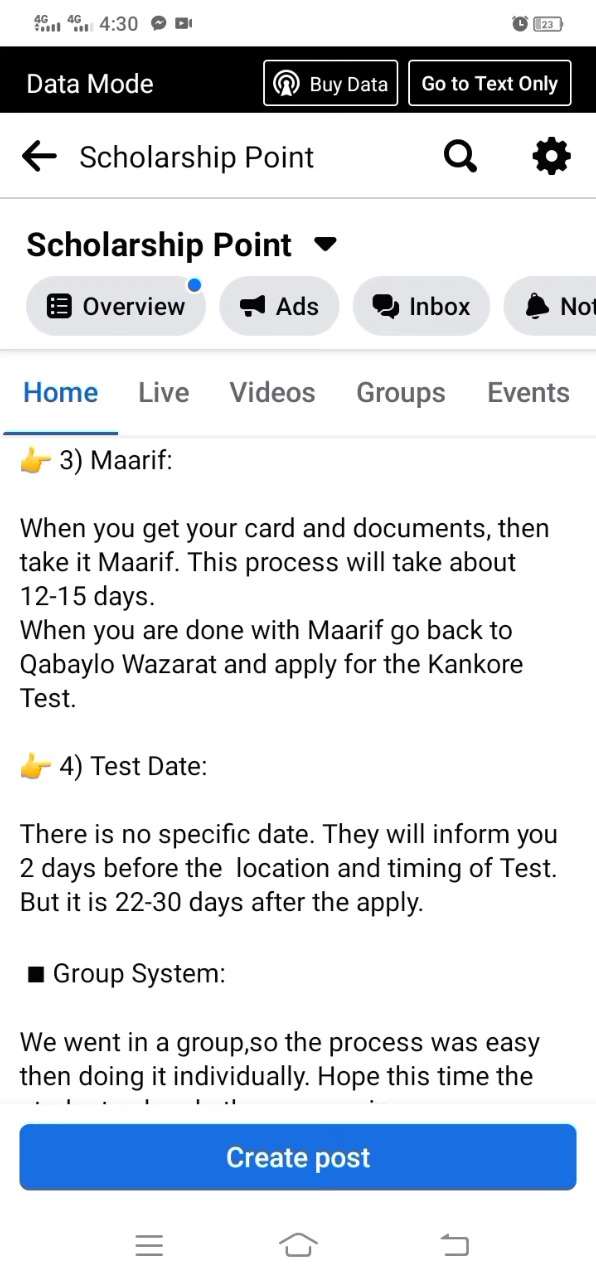 4G 4G 4:30 23
Data Mode Buy Data Go to Text Only
Scholarship Point
Scholarship Point
Overview Ads Inbox Not
Home Live Videos Groups Events
👉 3) Maarif:
When you get your card and documents, then
take it Maarif. This process will take about
12-15 days.
When you are done with Maarif go back to
Qabaylo Wazarat and apply for the Kankore
Test.
👉 4) Test Date:
There is no specific date. They will inform you
2 days before the  location and timing of Test.
But it is 22-30 days after the apply.
■ Group System:
We went in a group,so the process was easy
then doing it individually. Hope this time the
Create post